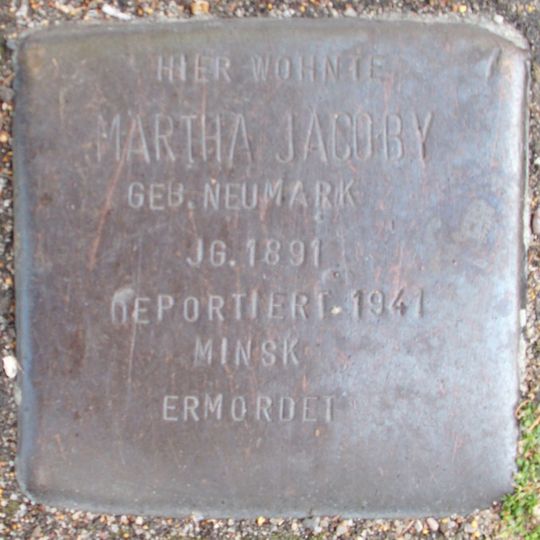 HIER WOHNTE
MARTHA JACOBY
GEB. NEUMARK
JG. 1891
DEPORTIERT 1941
MINSK
ERMORDET